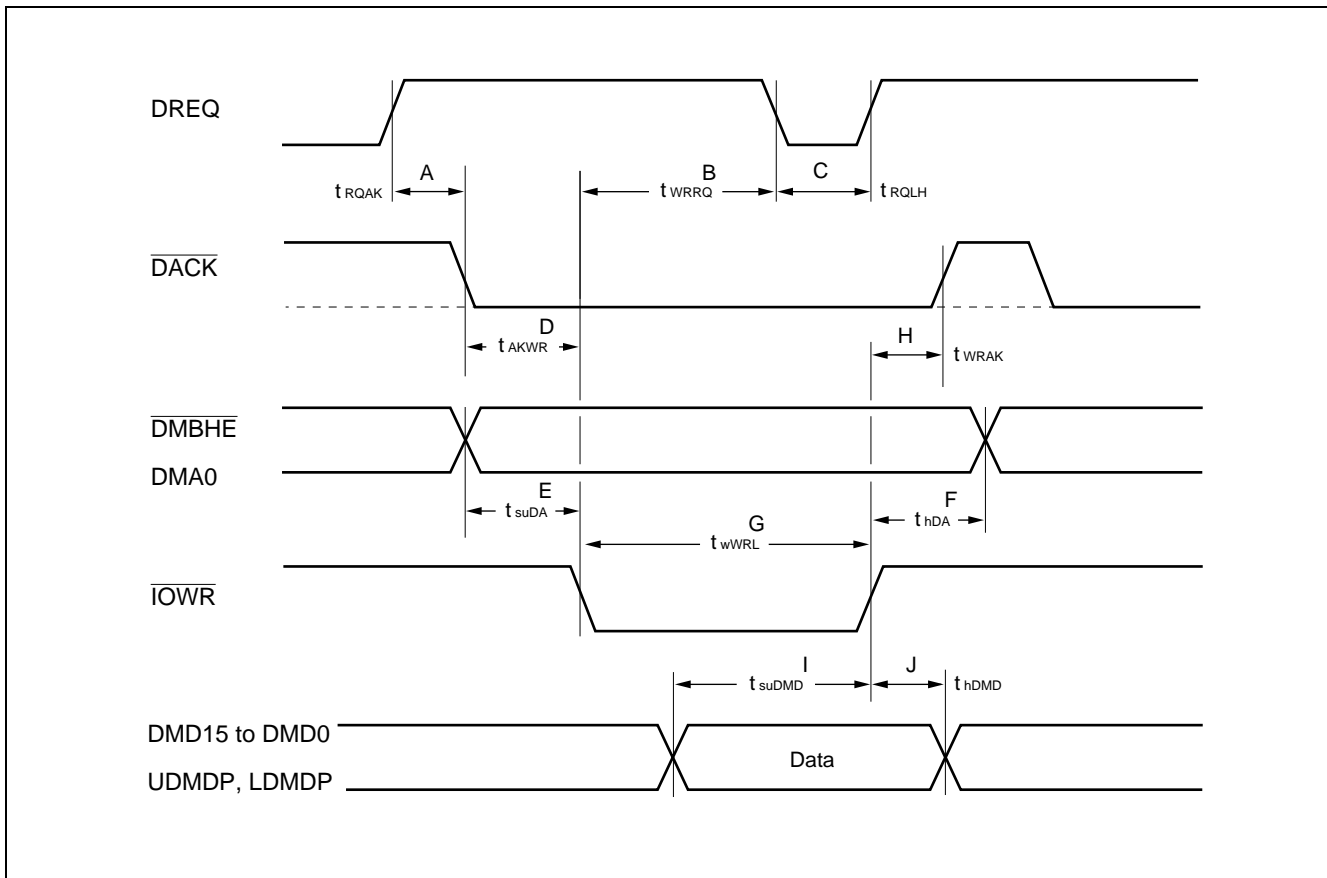 DREQ
A
t RQAK
B
t WRRQ
C
t RQLH
DACK
D
t AKWR
H
t WRAK
DMBHE
DMA0
E
t suDA
F
t hDA
G
t wWRL
IOWR
I
t suDMD
J
t hDMD
DMD15 to DMD0
Data
UDMDP, LDMDP